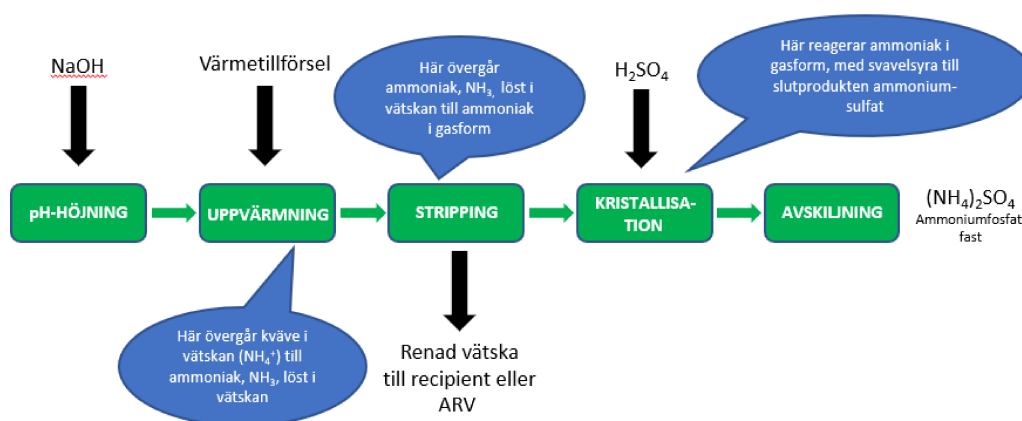 NaOH
Värmetillförsel
Här övergår
ammoniak, NH₃, löst i
vätskan till ammoniak
i gasform
H₂SO₄
Här reagerar ammoniak i
gasform, med svavelsyra till
slutprodukten ammonium-
sulfat
pH-HÖJNING
UPPVÄRMNING
STRIPPING
KRISTALLISA-
TION
AVSKILJNING
(NH₄)₂SO₄
Ammoniumfosfat
fast
Här övergår kväve i
vätskan (NH₄⁺) till
ammoniak, NH₃, löst i
vätskan
Renad vätska
till recipient eller
ARV